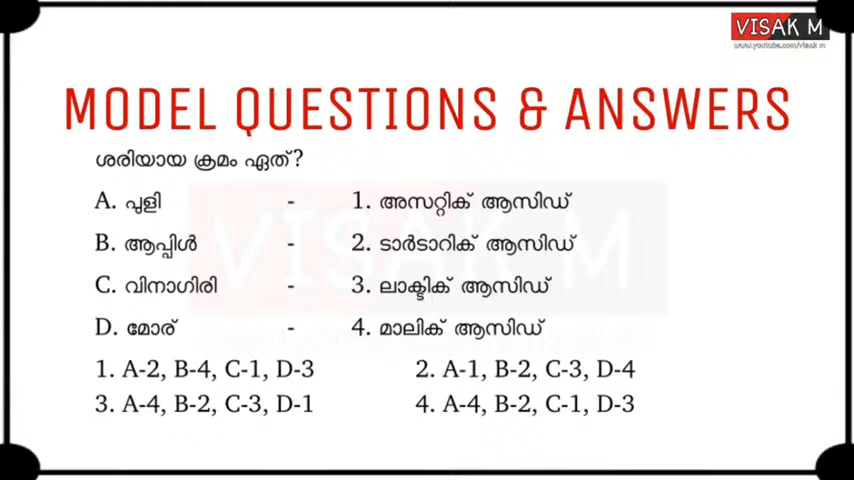 VISAK M
www.youtube.com/visak m
MODEL QUESTIONS & ANSWERS
ശരിയായ ക്രമം ഏത്?
A. പുളി - 1. അസറ്റിക് ആസിഡ്
B. ആപ്പിൾ - 2. ടാർടാറിക് ആസിഡ്
C. വിനാഗിരി - 3. ലാക്ടിക് ആസിഡ്
D. മോര് - 4. മാലിക് ആസിഡ്
1. A-2, B-4, C-1, D-3 2. A-1, B-2, C-3, D-4
3. A-4, B-2, C-3, D-1 4. A-4, B-2, C-1, D-3
VISAK M